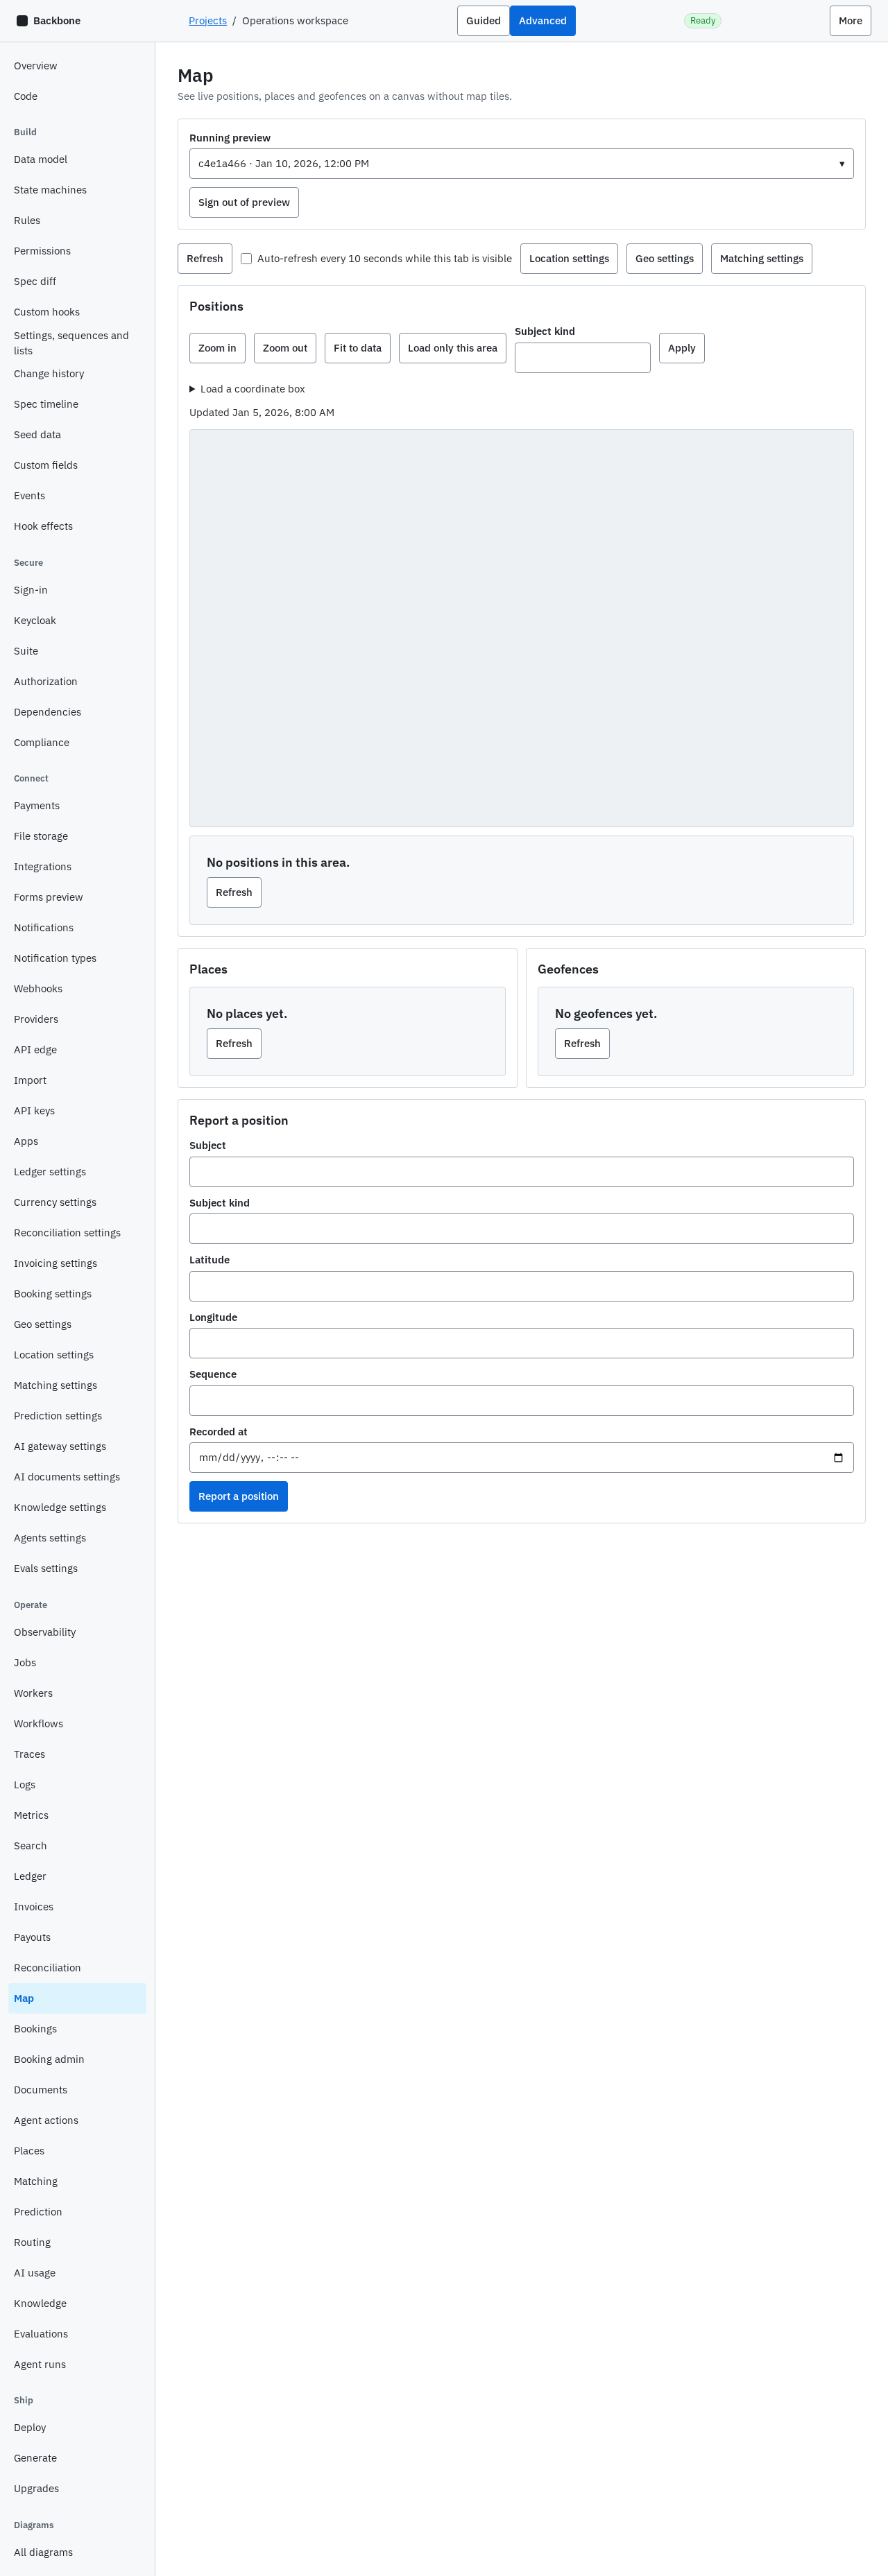 Backbone
Projects / Operations workspace
Guided
Advanced
Ready
More
Overview
Code
Build
Data model
State machines
Rules
Permissions
Spec diff
Custom hooks
Settings, sequences and
lists
Change history
Spec timeline
Seed data
Custom fields
Events
Hook effects
Secure
Sign-in
Keycloak
Suite
Authorization
Dependencies
Compliance
Connect
Payments
File storage
Integrations
Forms preview
Notifications
Notification types
Webhooks
Providers
API edge
Import
API keys
Apps
Ledger settings
Currency settings
Reconciliation settings
Invoicing settings
Booking settings
Geo settings
Location settings
Matching settings
Prediction settings
AI gateway settings
AI documents settings
Knowledge settings
Agents settings
Evals settings
Operate
Observability
Jobs
Workers
Workflows
Traces
Logs
Metrics
Search
Ledger
Invoices
Payouts
Reconciliation
Map
Bookings
Booking admin
Documents
Agent actions
Places
Matching
Prediction
Routing
AI usage
Knowledge
Evaluations
Agent runs
Ship
Deploy
Generate
Upgrades
Diagrams
All diagrams
Map
See live positions, places and geofences on a canvas without map tiles.
Running preview
c4e1a466 · Jan 10, 2026, 12:00 PM
Sign out of preview
Refresh
Auto-refresh every 10 seconds while this tab is visible
Location settings
Geo settings
Matching settings
Positions
Zoom in
Zoom out
Fit to data
Load only this area
Subject kind
Apply
Load a coordinate box
Updated Jan 5, 2026, 8:00 AM
No positions in this area.
Refresh
Places
No places yet.
Refresh
Geofences
No geofences yet.
Refresh
Report a position
Subject
Subject kind
Latitude
Longitude
Sequence
Recorded at
mm/dd/yyyy, --:-- --
Report a position